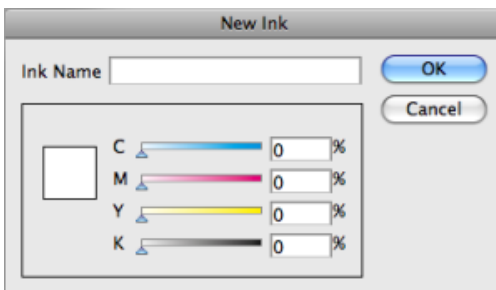 New Ink
Ink Name
OK
Cancel
C 0 %
M 0 %
Y 0 %
K 0 %